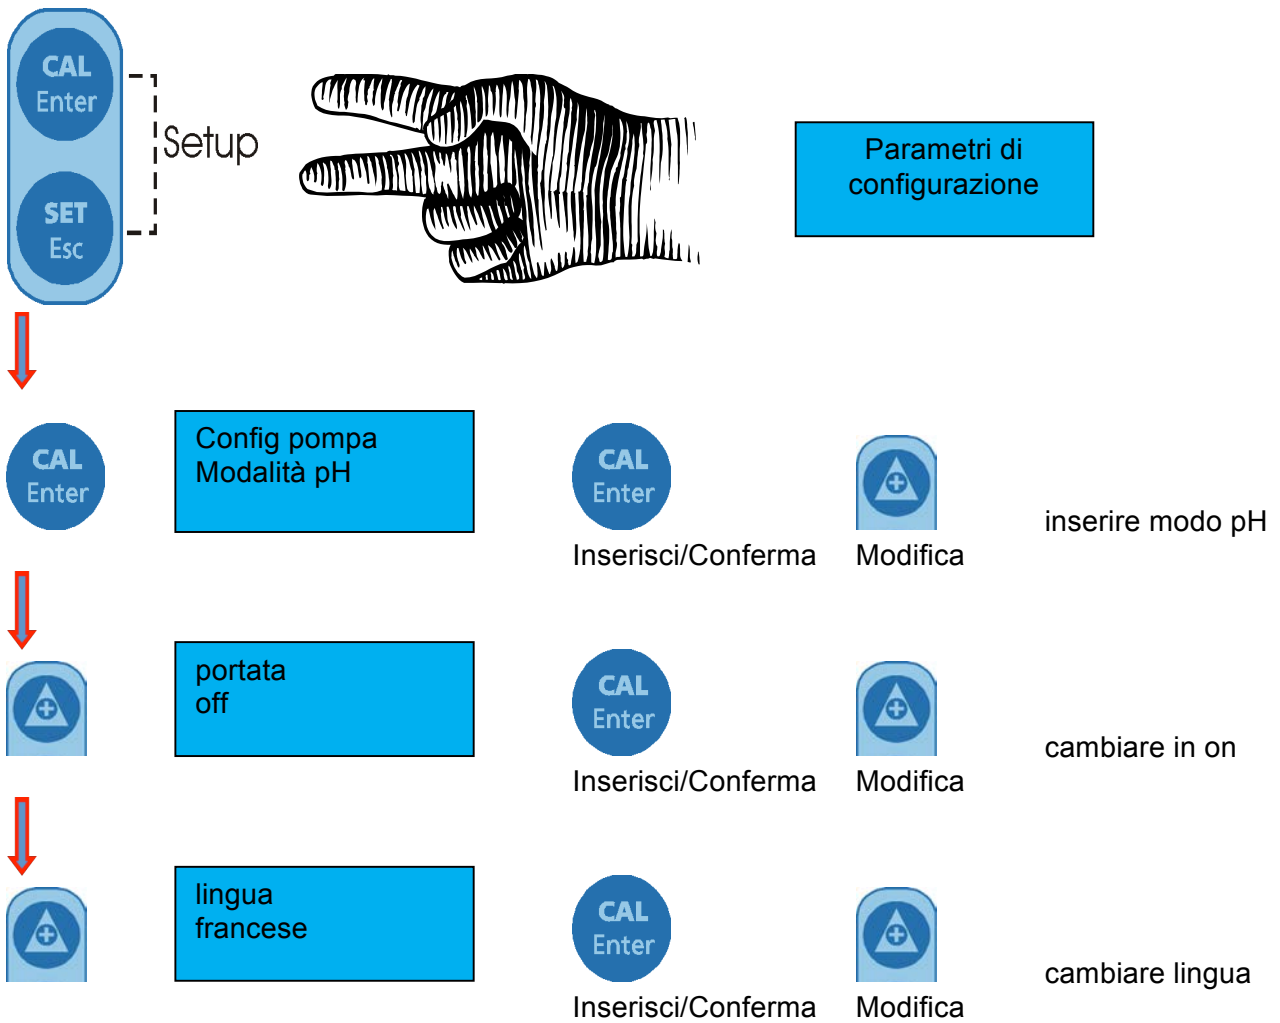 CAL
Enter
Setup
SET
Esc
Parametri di
configurazione
CAL
Enter
Config pompa
Modalità pH
CAL
Enter
inserire modo pH
Inserisci/Conferma
Modifica
portata
off
CAL
Enter
cambiare in on
Inserisci/Conferma
Modifica
lingua
francese
CAL
Enter
cambiare lingua
Inserisci/Conferma
Modifica